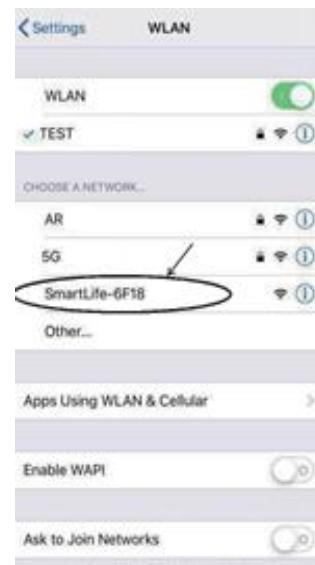 Settings WLAN
WLAN
TEST
CHOOSE A NETWORK...
AR
5G
SmartLife-6F18
Other...
Apps Using WLAN & Cellular
Enable WAPI
Ask to Join Networks